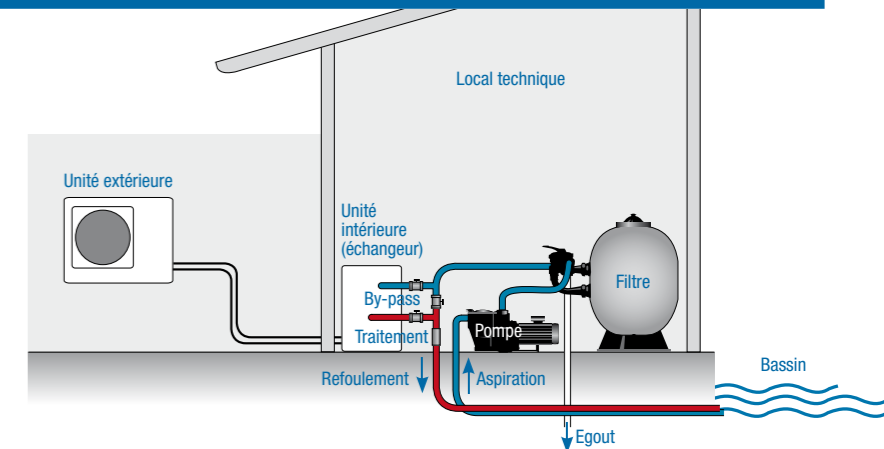 Local technique
Unité extérieure
Unité
intérieure
(échangeur)
By-pass
Filtre
Pompe
Traitement
Refoulement
Aspiration
Bassin
Egout